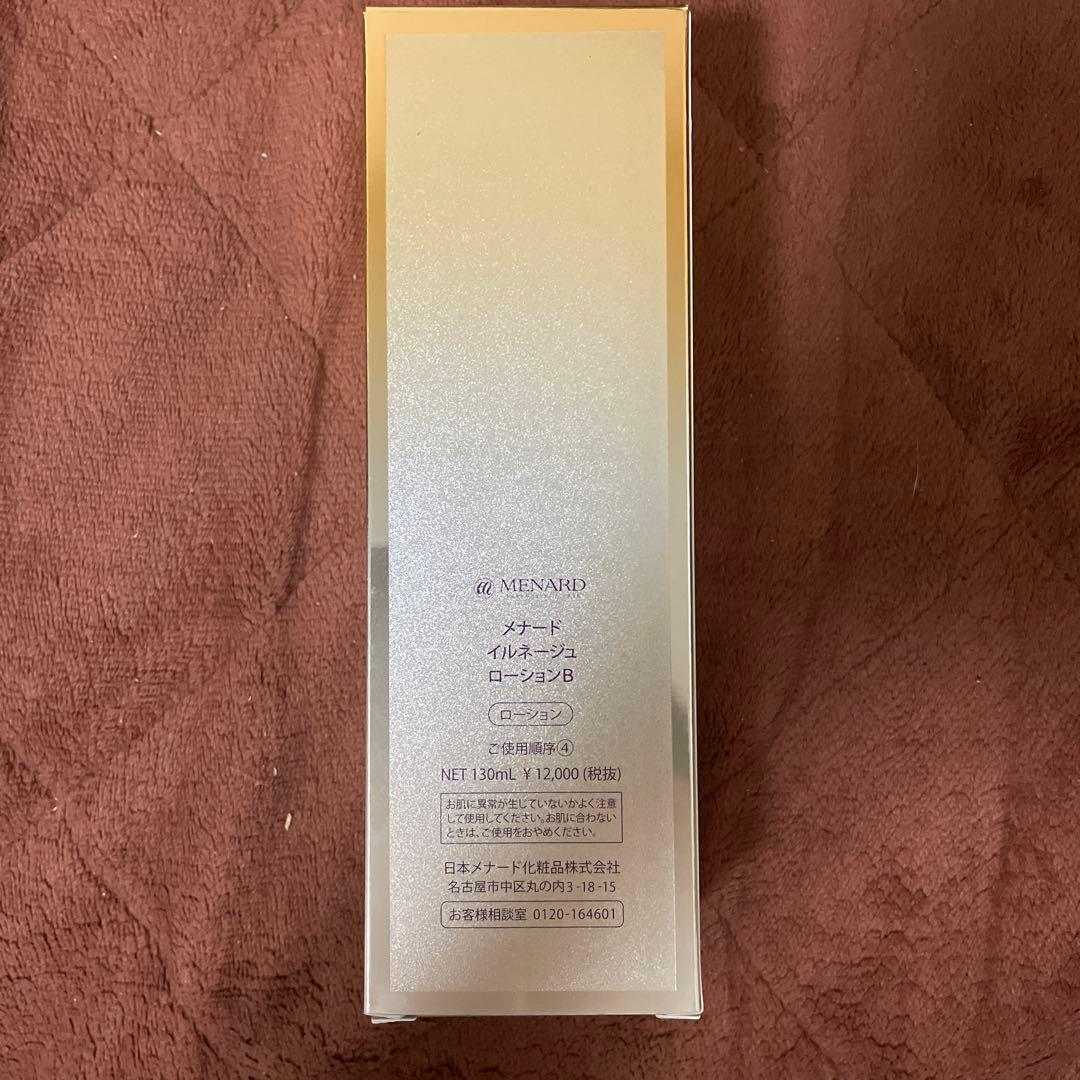 MENARD
メナード
イルネージュ
ローションB
ローション
ご使用順序④
NET 130mL ¥12,000 (税抜)
お肌に異常が生じていないかよく注意
して使用してください。お肌に合わない
ときは、ご使用をおやめください。
日本メナード化粧品株式会社
名古屋市中区丸の内3-18-15
お客様相談室 0120-164601